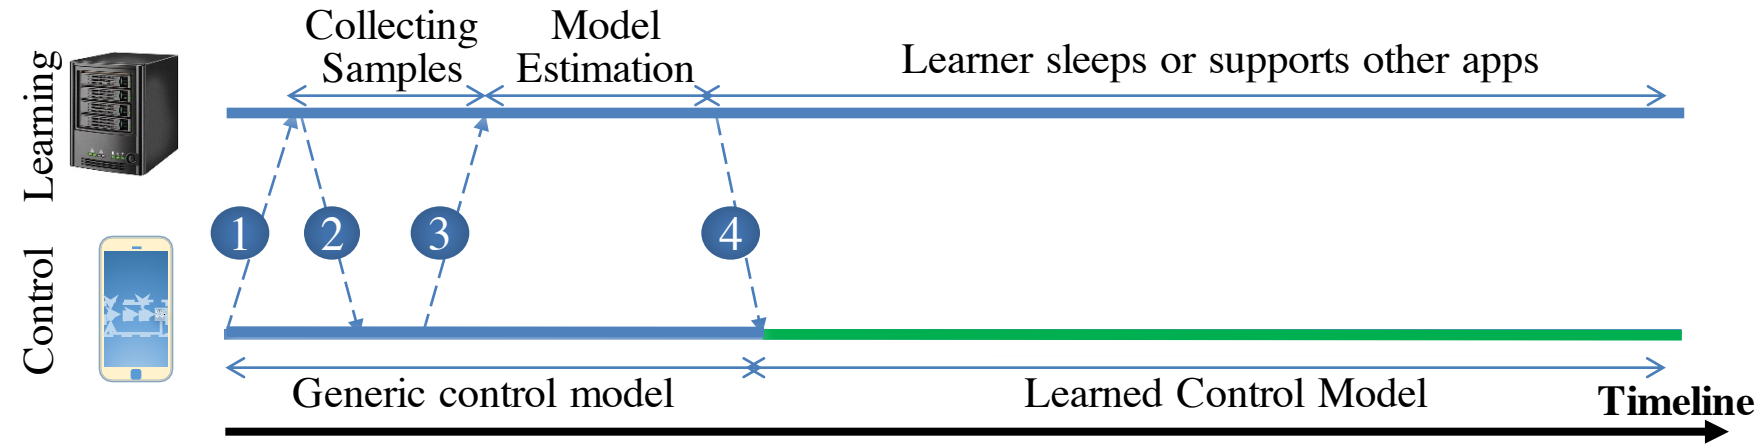 Learning
Collecting
Samples
Model
Estimation
Learner sleeps or supports other apps
1
2
3
4
Control
Generic control model
Learned Control Model
Timeline